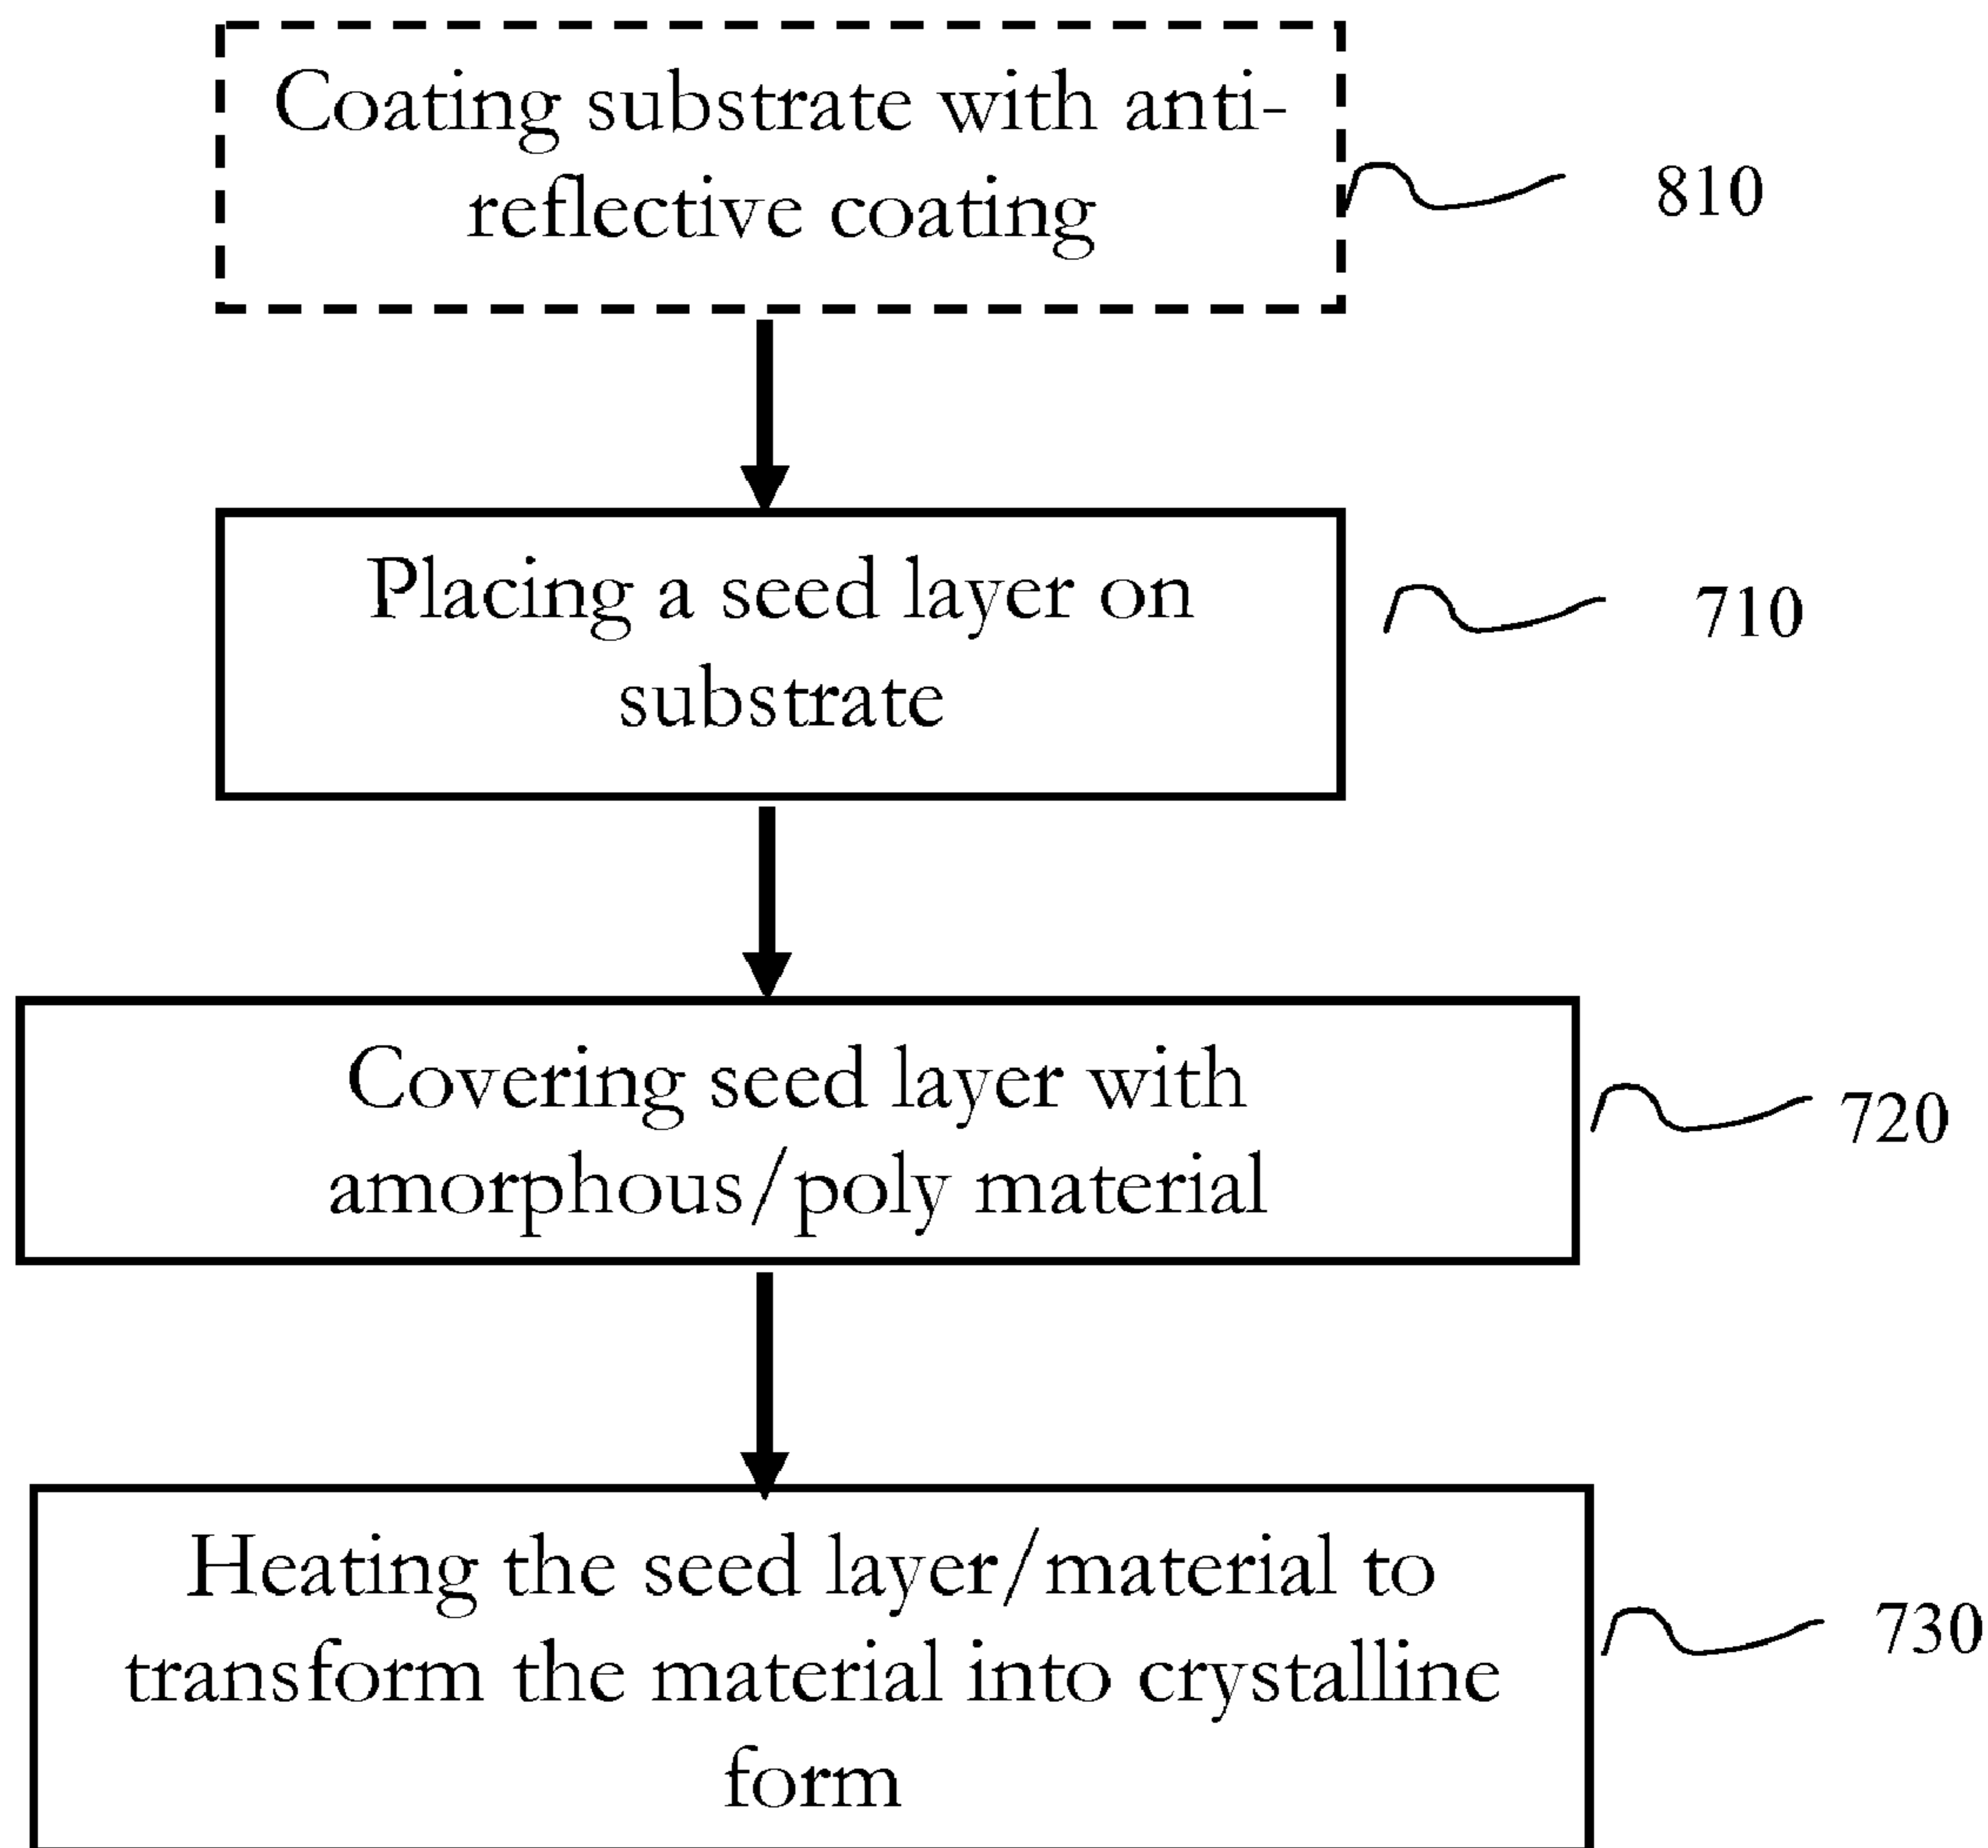 Coating substrate with anti-
reflective coating
810
Placing a seed layer on
substrate
710
Covering seed layer with
amorphous/poly material
720
Heating the seed layer/material to
transform the material into crystalline
form
730